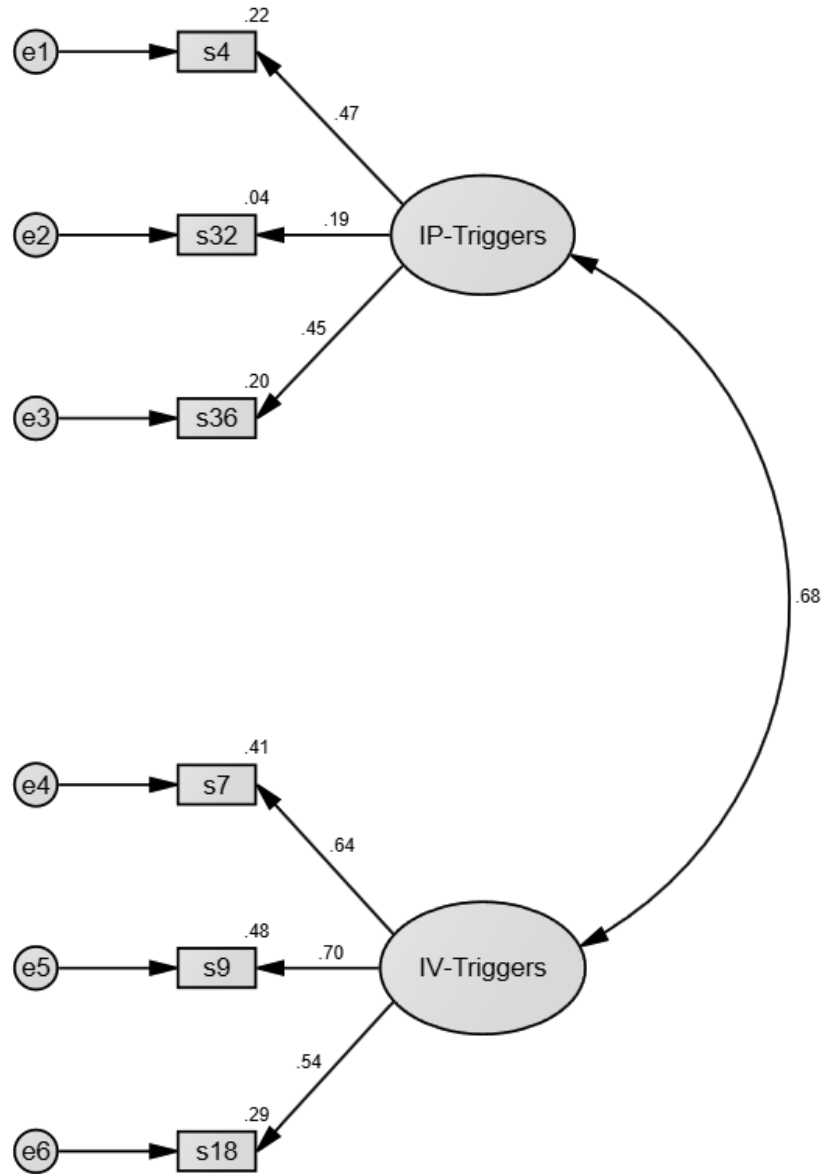 .22
e1 s4
.47
.04
e2 s32 .19 IP-Triggers
.45
.20
e3 s36
.68
.41
e4 s7
.64
.48
e5 s9 .70 IV-Triggers
.54
.29
e6 s18